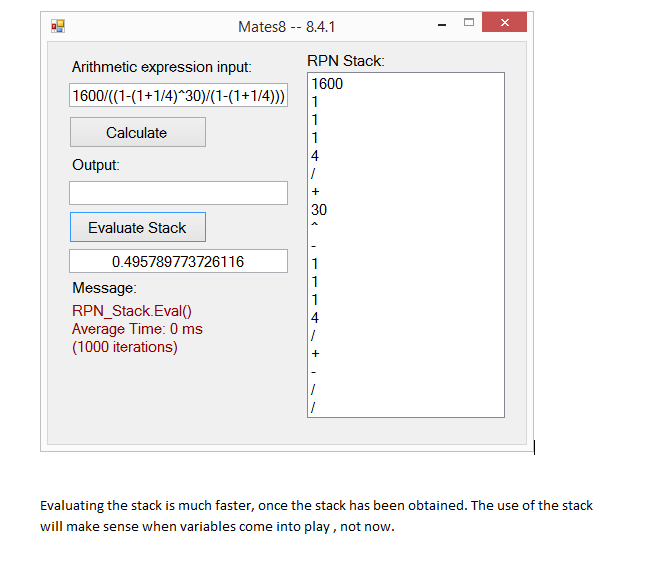 Mates8 -- 8.4.1
Arithmetic expression input:
1600/((1-(1+1/4)^30)/(1-(1+1/4)))
Calculate
Output:
Evaluate Stack
0.495789773726116
Message:
RPN_Stack.Eval()
Average Time: 0 ms
(1000 iterations)
RPN Stack:
1600
1
1
1
4
/
+
30
^
-
1
1
1
4
/
+
-
/
/
Evaluating the stack is much faster, once the stack has been obtained. The use of the stack
will make sense when variables come into play , not now.